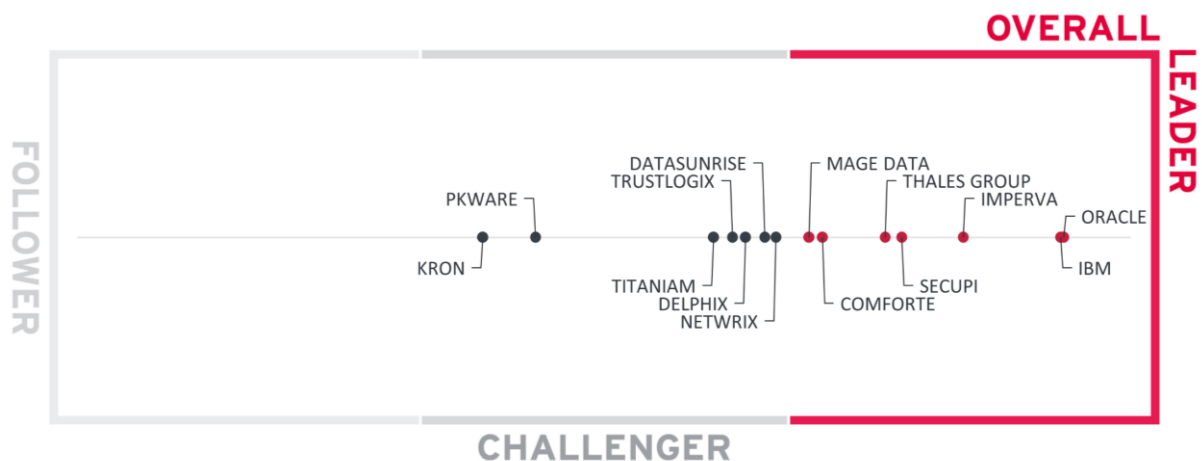 OVERALL
LEADER
FOLLOWER
DATASUNRISE
MAGE DATA
TRUSTLOGIX
THALES GROUP
PKWARE
IMPERVA
ORACLE
KRON
IBM
TITANIAM
SECUPI
DELPHIX
COMFORTE
NETWRIX
CHALLENGER